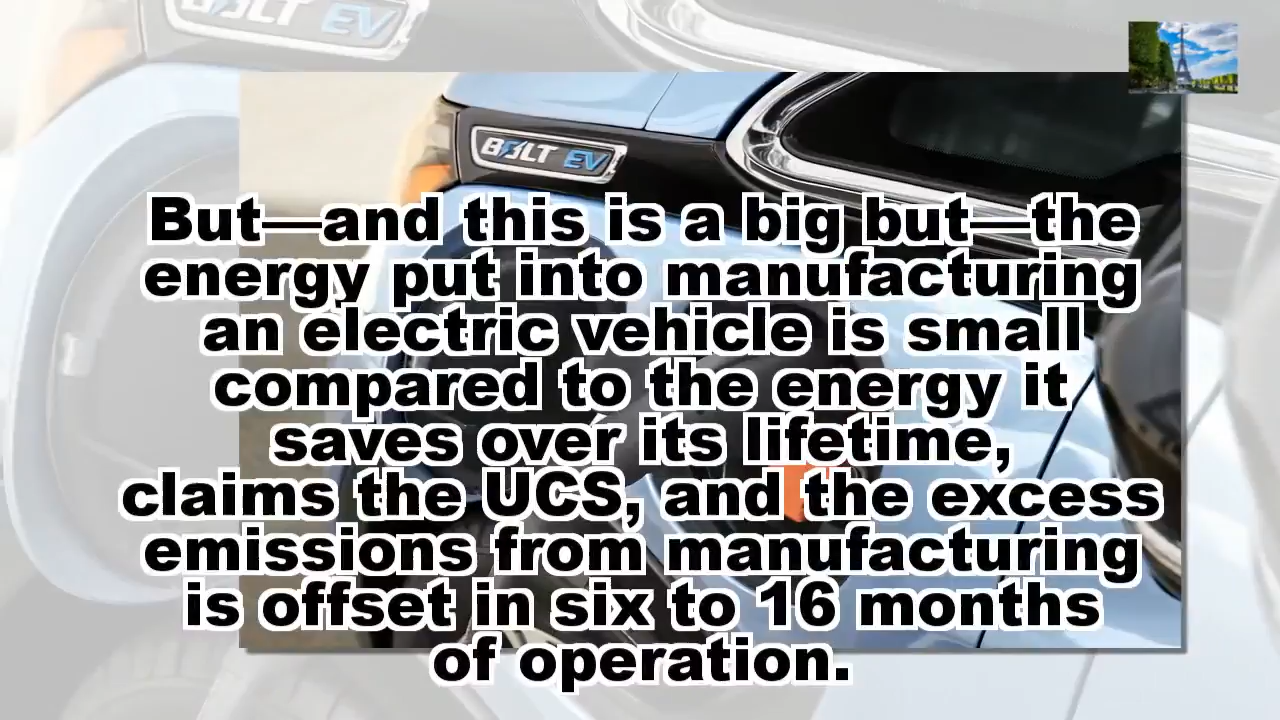 BOLT EV
BOLT EV
But—and this is a big but—the
energy put into manufacturing
an electric vehicle is small
compared to the energy it
saves over its lifetime,
claims the UCS, and the excess
emissions from manufacturing
is offset in six to 16 months
of operation.